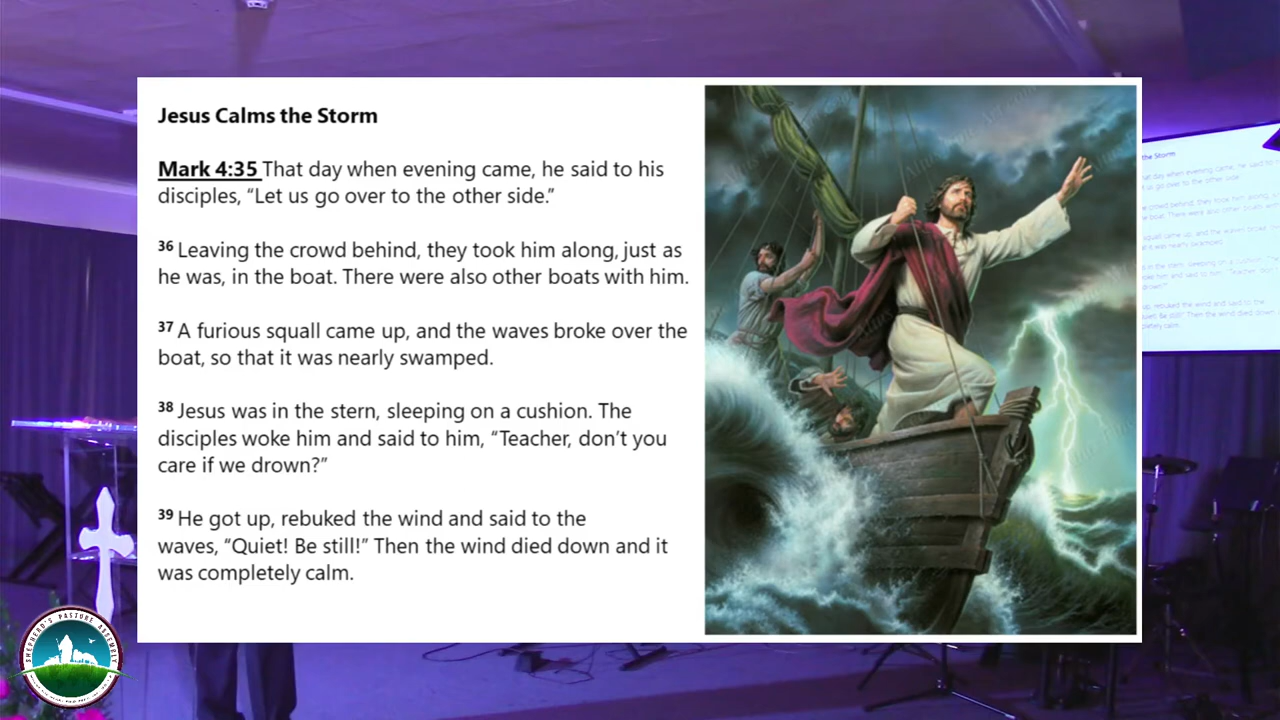 Jesus Calms the Storm
Mark 4:35 That day when evening came, he said to his
disciples, “Let us go over to the other side.”
36 Leaving the crowd behind, they took him along, just as
he was, in the boat. There were also other boats with him.
37 A furious squall came up, and the waves broke over the
boat, so that it was nearly swamped.
38 Jesus was in the stern, sleeping on a cushion. The
disciples woke him and said to him, “Teacher, don’t you
care if we drown?”
39 He got up, rebuked the wind and said to the
waves, “Quiet! Be still!” Then the wind died down and it
was completely calm.
SHEPHERD'S PASTURE ASSEMBLY